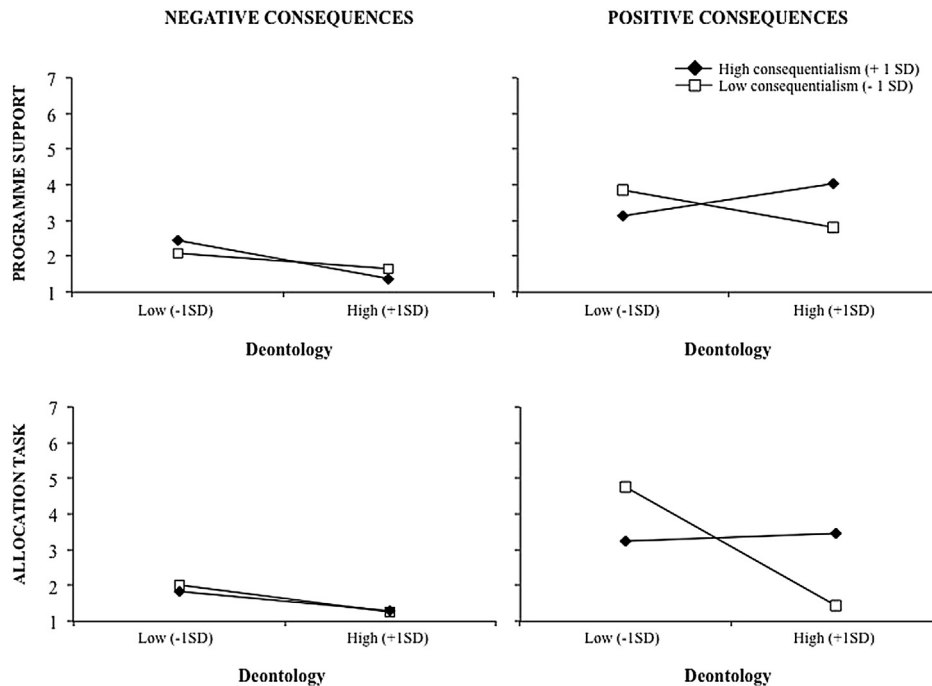 NEGATIVE CONSEQUENCES
POSITIVE CONSEQUENCES
High consequentialism (+ 1 SD)
Low consequentialism (- 1 SD)
PROGRAMME SUPPORT
7
6
5
4
3
2
1
Low (-1SD)
High (+1SD)
Deontology
7
6
5
4
3
2
1
Low (-1SD)
High (+1SD)
Deontology
ALLOCATION TASK
7
6
5
4
3
2
1
Low (-1SD)
High (+1SD)
Deontology
7
6
5
4
3
2
1
Low (-1SD)
High (+1SD)
Deontology